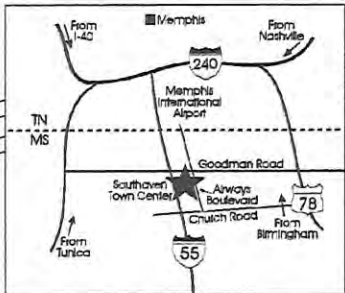 From
I-40
Memphis
From
Nashville
240
Memphis
International
Airport
TN
MS
Goodman Road
Southaven
Town Center
Always
Boulevard
78
Church Road
From
Tunica
55
From
Birmingham